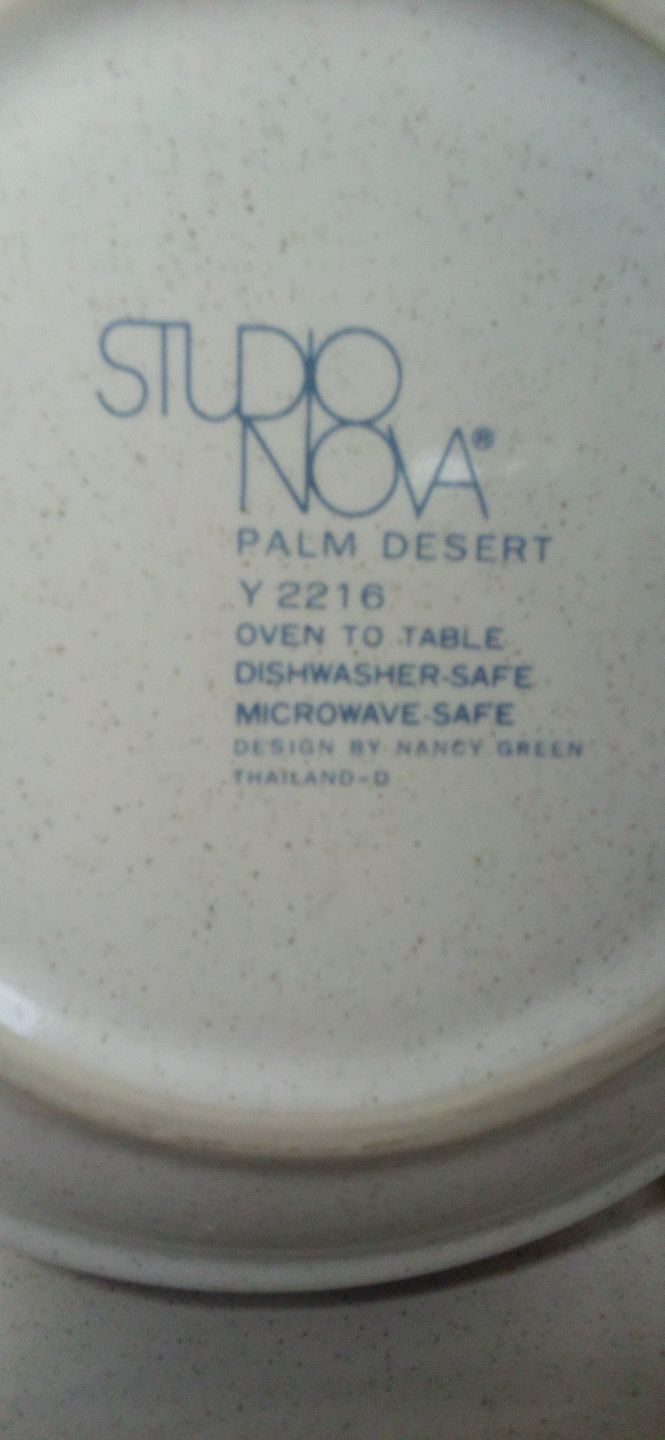 STUDIO
NOVA®
PALM DESERT
Y 2216
OVEN TO TABLE
DISHWASHER-SAFE
MICROWAVE-SAFE
DESIGN BY NANCY GREEN
THAILAND-D